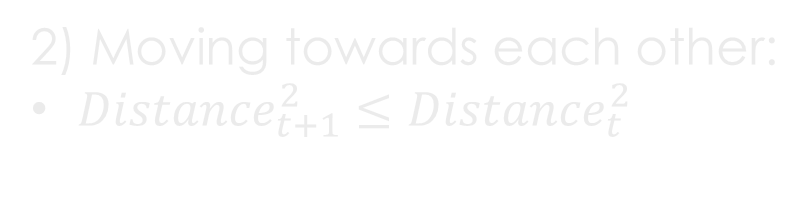 2) Moving towards each other:
• Distance²ₜ₊₁ ≤ Distance²ₜ